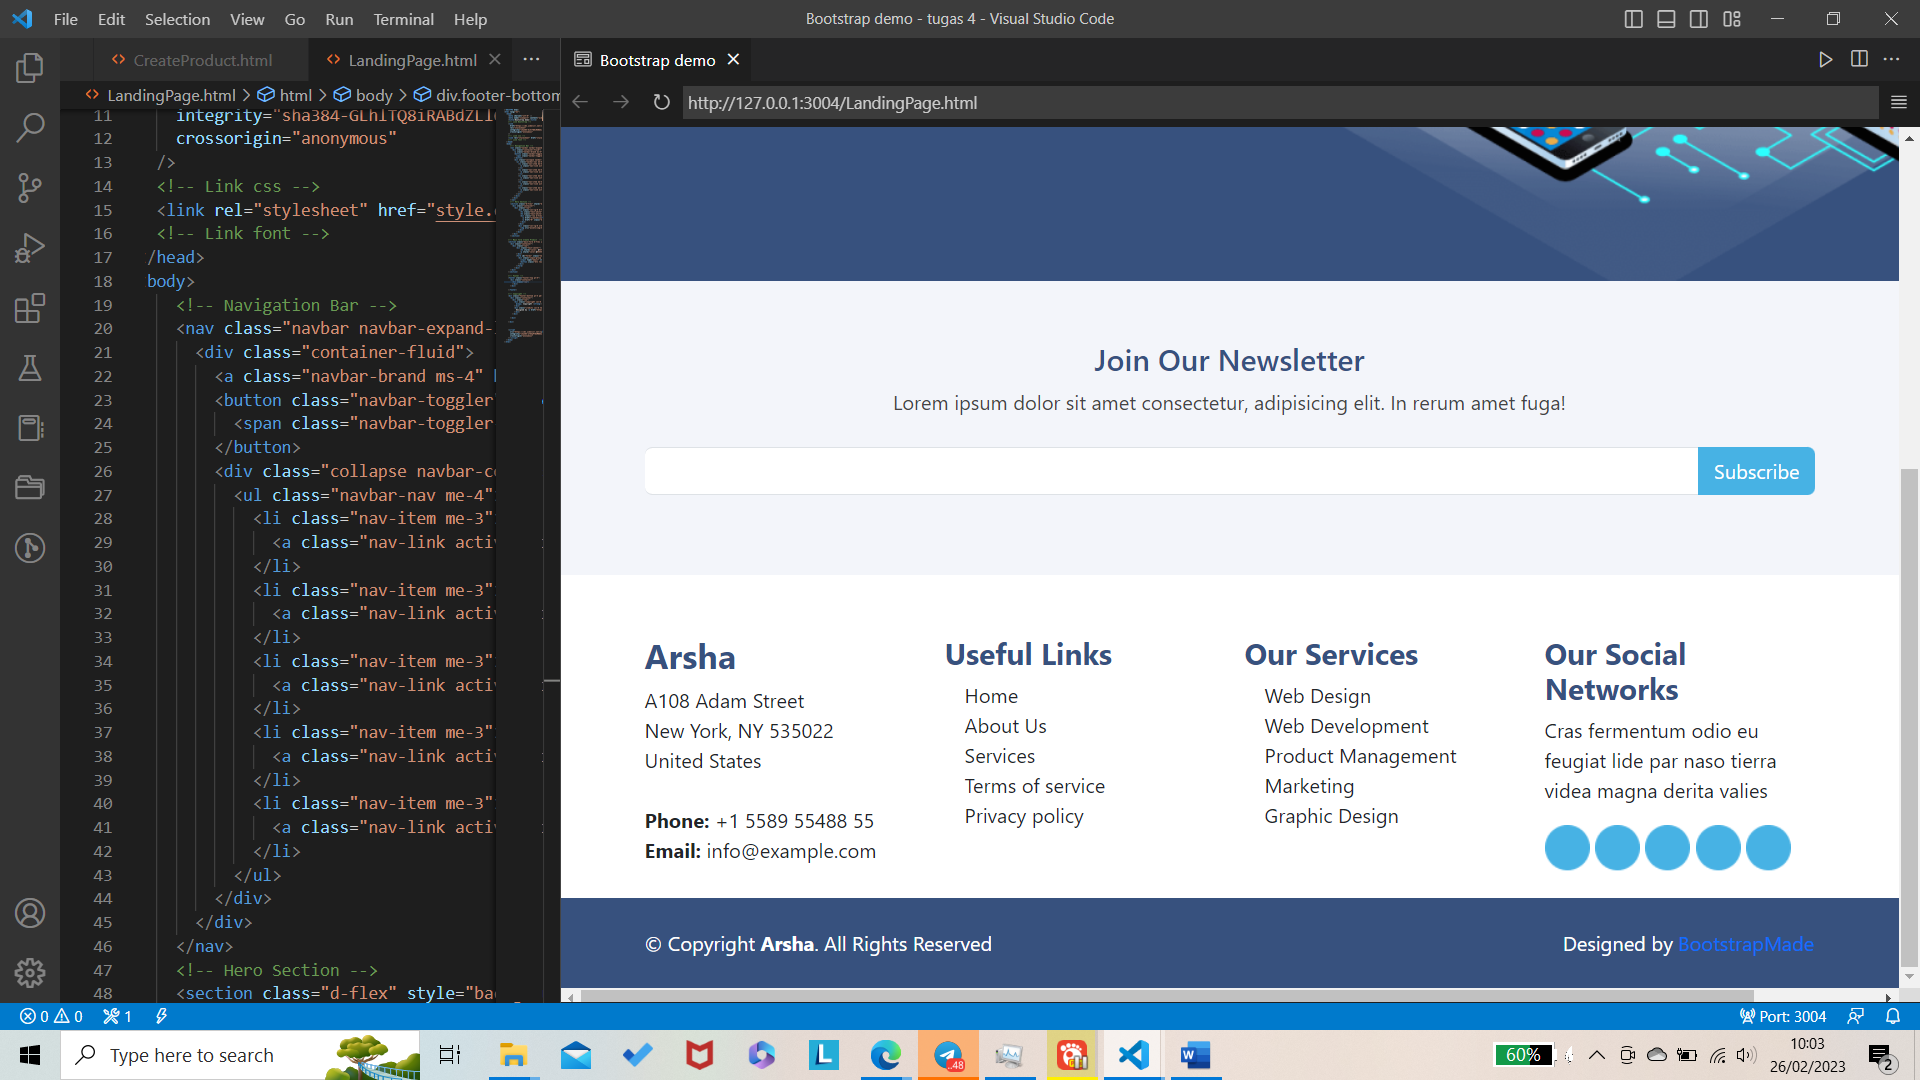 File Edit Selection View Go Run Terminal Help
Bootstrap demo - tugas 4 - Visual Studio Code
CreateProduct.html
LandingPage.html
Bootstrap demo
LandingPage.html > html > body > div.footer-bottom
http://127.0.0.1:3004/LandingPage.html
11 integrity="sha384-GLhlTQ8iRABdZLl
12 crossorigin="anonymous"
13 />
14 <!-- Link css -->
15 <link rel="stylesheet" href="style.
16 <!-- Link font -->
17 /head>
18 body>
19 <!-- Navigation Bar -->
20 <nav class="navbar navbar-expand-
21 <div class="container-fluid">
22 <a class="navbar-brand ms-4"
23 <button class="navbar-toggler"
24 <span class="navbar-toggler
25 </button>
26 <div class="collapse navbar-co
27 <ul class="navbar-nav me-4"
28 <li class="nav-item me-3"
29 <a class="nav-link activ
30 </li>
31 <li class="nav-item me-3"
32 <a class="nav-link activ
33 </li>
34 <li class="nav-item me-3"
35 <a class="nav-link activ
36 </li>
37 <li class="nav-item me-3"
38 <a class="nav-link activ
39 </li>
40 <li class="nav-item me-3"
41 <a class="nav-link activ
42 </li>
43 </ul>
44 </div>
45 </div>
46 </nav>
47 <!-- Hero Section -->
48 <section class="d-flex" style="ba
Join Our Newsletter
Lorem ipsum dolor sit amet consectetur, adipisicing elit. In rerum amet fuga!
Subscribe
Arsha
A108 Adam Street
New York, NY 535022
United States
Phone: +1 5589 55488 55
Email: info@example.com
Useful Links
Home
About Us
Services
Terms of service
Privacy policy
Our Services
Web Design
Web Development
Product Management
Marketing
Graphic Design
Our Social
Networks
Cras fermentum odio eu
feugiat lide par naso tierra
videa magna derita valies
© Copyright Arsha. All Rights Reserved
Designed by BootstrapMade
0 0 1
Port: 3004
Type here to search
L
48
W
60%
10:03
26/02/2023
2